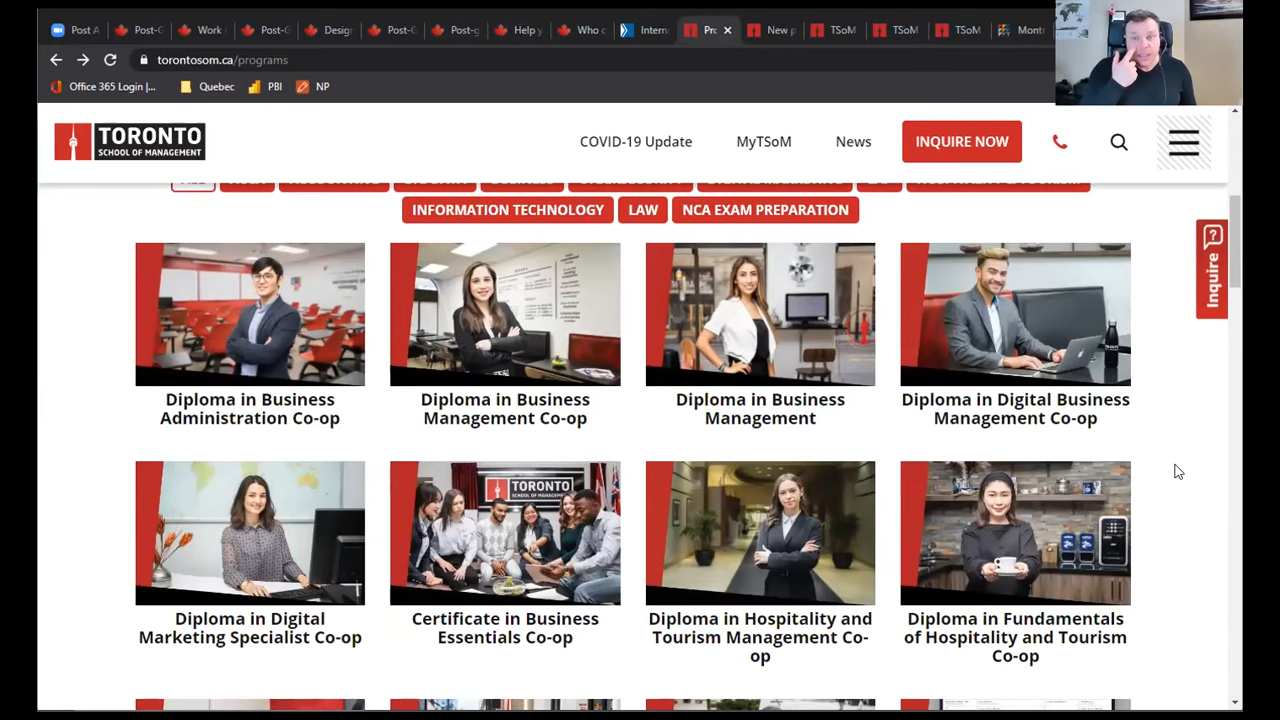 Post A
Post-G
Work
Post-G
Design
Post-G
Post-g
Help y
Who c
Intern
Pro
New p
TSoM
TSoM
TSoM
Mont
torontosom.ca/programs
Office 365 Login |...
Quebec
PBI
NP
TORONTO
SCHOOL OF MANAGEMENT
COVID-19 Update
MyTSoM
News
INQUIRE NOW
INFORMATION TECHNOLOGY
LAW
NCA EXAM PREPARATION
Inquire
Diploma in Business
Administration Co-op
Diploma in Business
Management Co-op
Diploma in Business
Management
Diploma in Digital Business
Management Co-op
TORONTO
SCHOOL OF MANAGEMENT
Diploma in Digital
Marketing Specialist Co-op
Certificate in Business
Essentials Co-op
Diploma in Hospitality and
Tourism Management Co-
op
Diploma in Fundamentals
of Hospitality and Tourism
Co-op